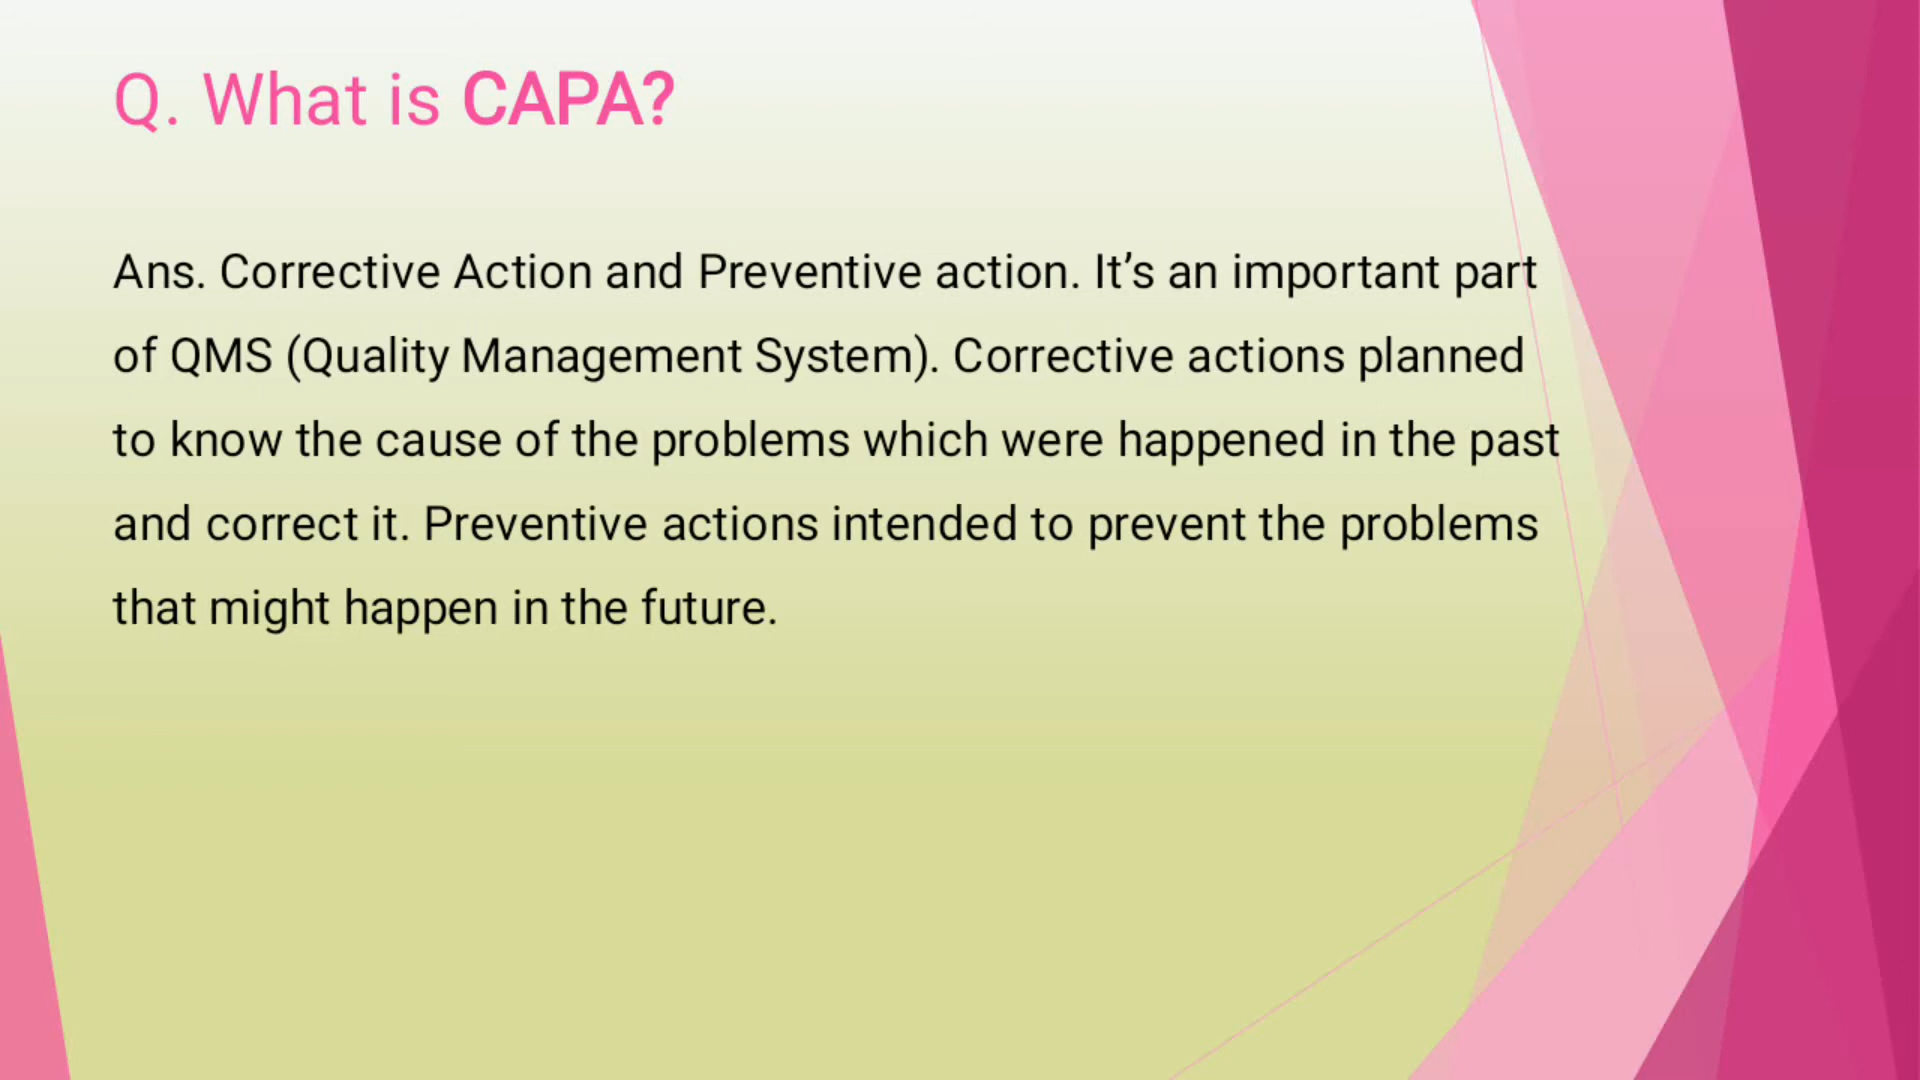 Q. What is CAPA?
Ans. Corrective Action and Preventive action. It’s an important part
of QMS (Quality Management System). Corrective actions planned
to know the cause of the problems which were happened in the past
and correct it. Preventive actions intended to prevent the problems
that might happen in the future.